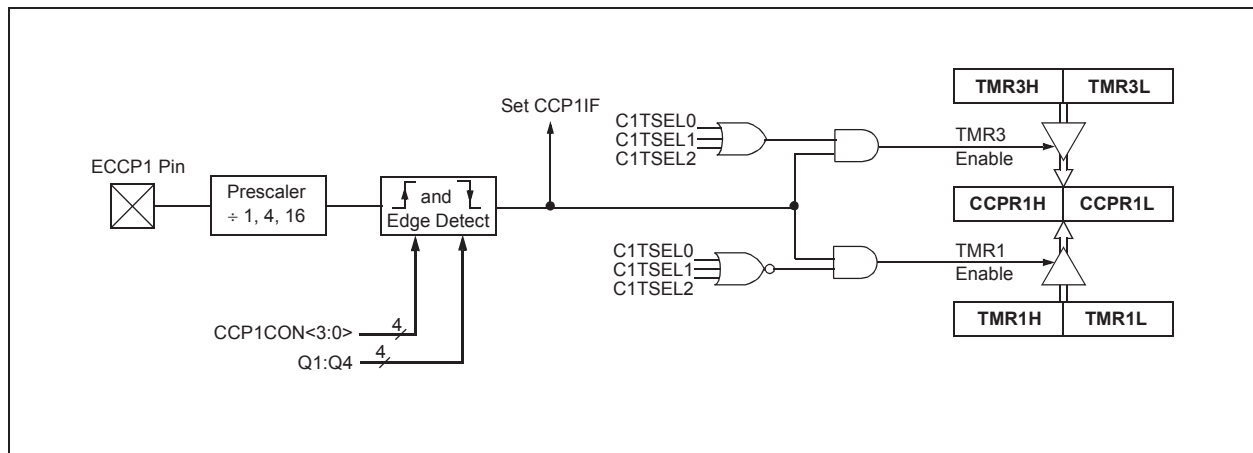 TMR3H TMR3L
Set CCP1IF
C1TSEL0
C1TSEL1
C1TSEL2
TMR3
Enable
ECCP1 Pin
Prescaler
÷ 1, 4, 16
and
Edge Detect
CCPR1H CCPR1L
C1TSEL0
C1TSEL1
C1TSEL2
TMR1
Enable
TMR1H TMR1L
CCP1CON<3:0>
4
Q1:Q4
4